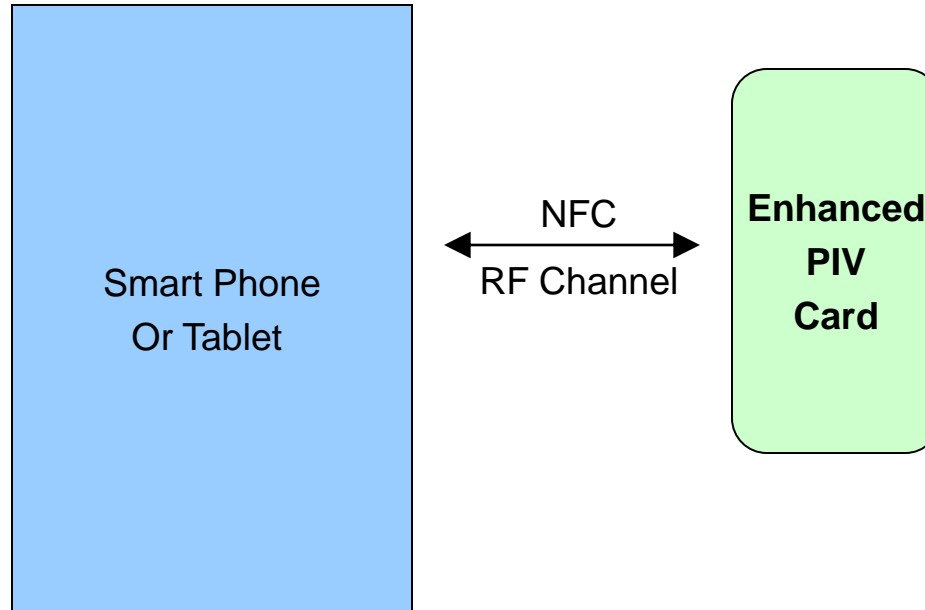 Smart Phone
Or Tablet
NFC
RF Channel
Enhanced
PIV
Card